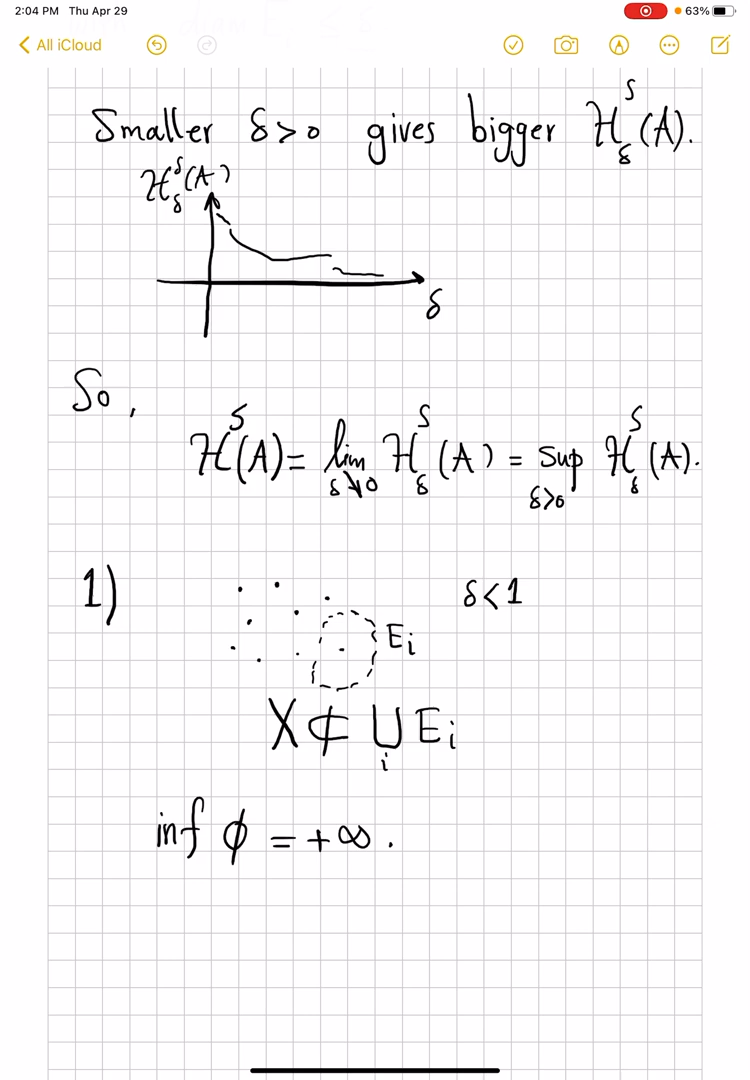 2:04 PM Thu Apr 29
63%
All iCloud
Smaller δ>0 gives bigger ℋ^s_δ(A).
ℋ^s_δ(A)
δ
So,
ℋ^s(A) = lim_{δ↘0} ℋ^s_δ(A) = sup_{δ>0} ℋ^s_δ(A).
1) δ<1
E_i
X ⊄ ⋃_i E_i
inf ϕ = +∞.